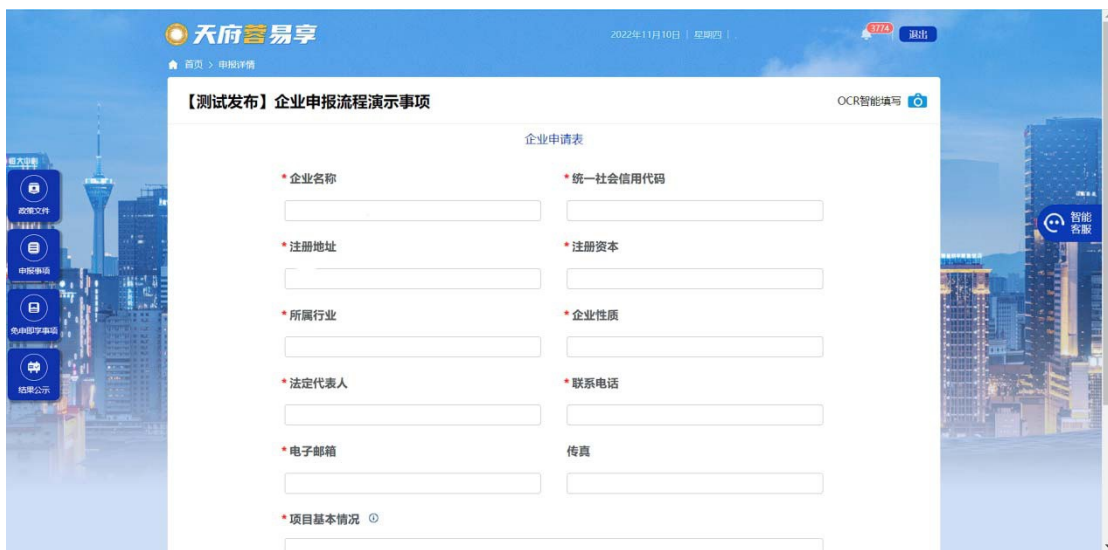 天府蓉易享
2022年11月10日 | 星期四 |
3774
退出
首页 > 申报详情
【测试发布】企业申报流程演示事项
OCR智能填写
企业申请表
* 企业名称
* 统一社会信用代码
* 注册地址
* 注册资本
* 所属行业
* 企业性质
* 法定代表人
* 联系电话
* 电子邮箱
传真
* 项目基本情况
政策文件
申报事项
免申即享事项
结果公示
智能
客服